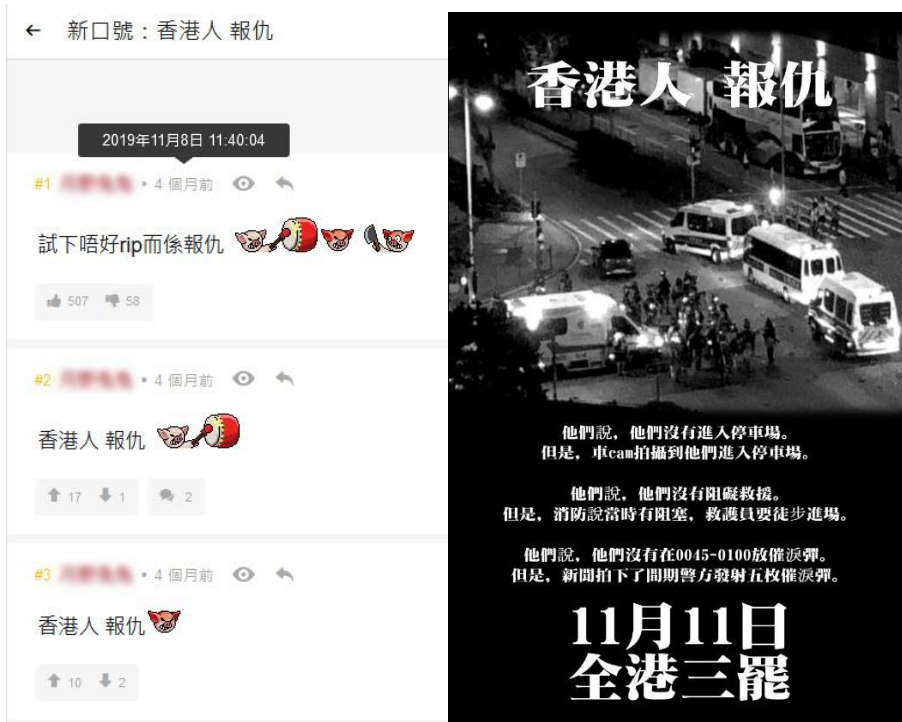 ← 新口號：香港人 報仇
2019年11月8日 11:40:04
#1 • 4 個月前
試下唔好rip而係報仇
507 58
#2 • 4 個月前
香港人 報仇
17 1 2
#3 • 4 個月前
香港人 報仇
10 2
香港人 報仇
他們說，他們沒有進入停車場。
但是，車cam拍攝到他們進入停車場。
他們說，他們沒有阻礙救援。
但是，消防說當時有阻塞，救護員要徒步進場。
他們說，他們沒有在0045-0100放催淚彈。
但是，新聞拍下了間期警方發射五枚催淚彈。
11月11日
全港三罷